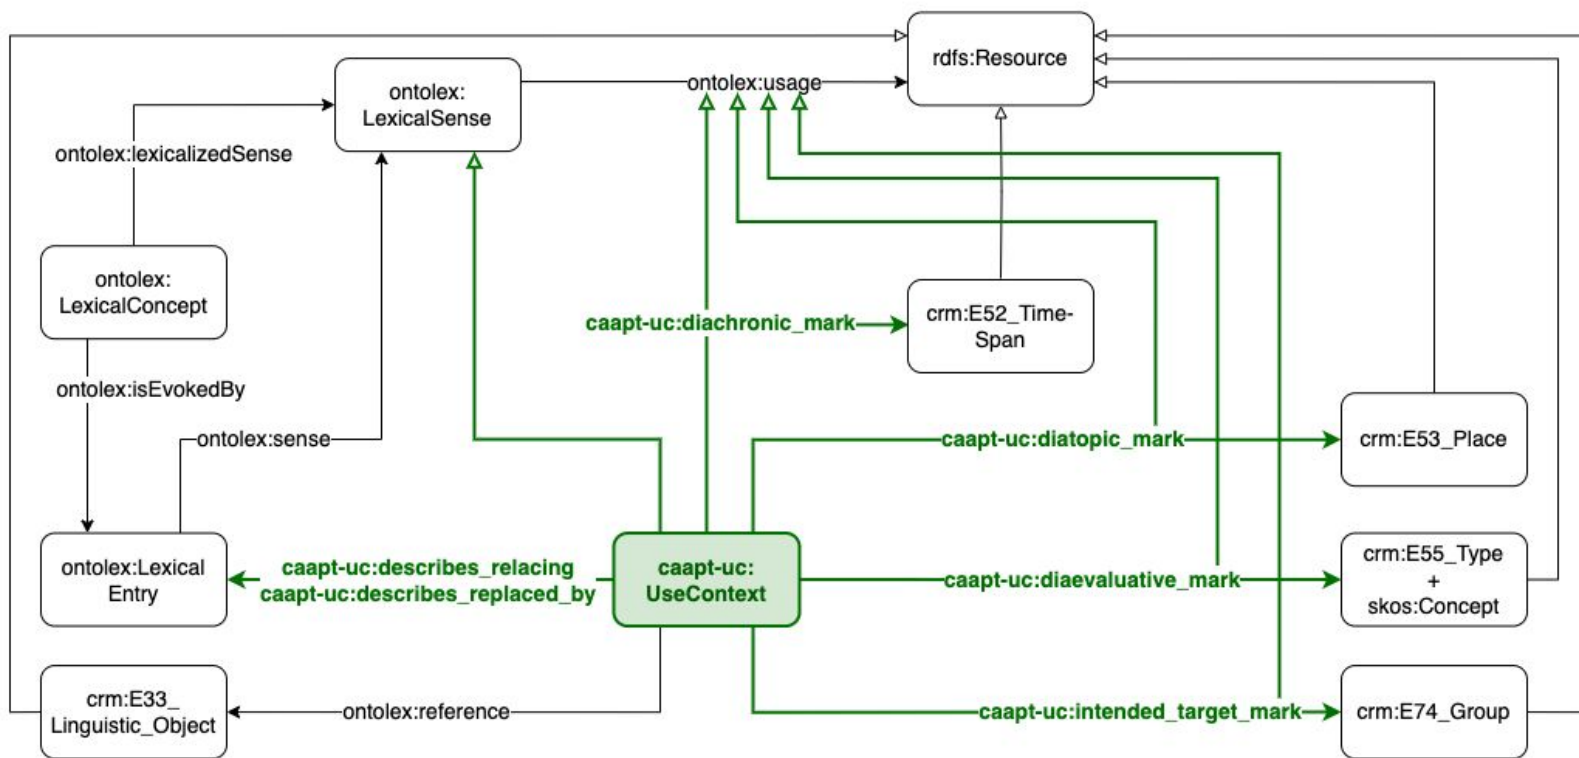 rdfs:Resource
ontolex:
LexicalSense
ontolex:usage
ontolex:lexicalizedSense
ontolex:
LexicalConcept
crm:E52_Time-
Span
caapt-uc:diachronic_mark
ontolex:isEvokedBy
ontolex:sense
caapt-uc:diatopic_mark
crm:E53_Place
ontolex:Lexical
Entry
caapt-uc:describes_relacing
caapt-uc:describes_replaced_by
caapt-uc:
UseContext
caapt-uc:diaevaluative_mark
crm:E55_Type
+
skos:Concept
crm:E33_
Linguistic_Object
ontolex:reference
caapt-uc:intended_target_mark
crm:E74_Group